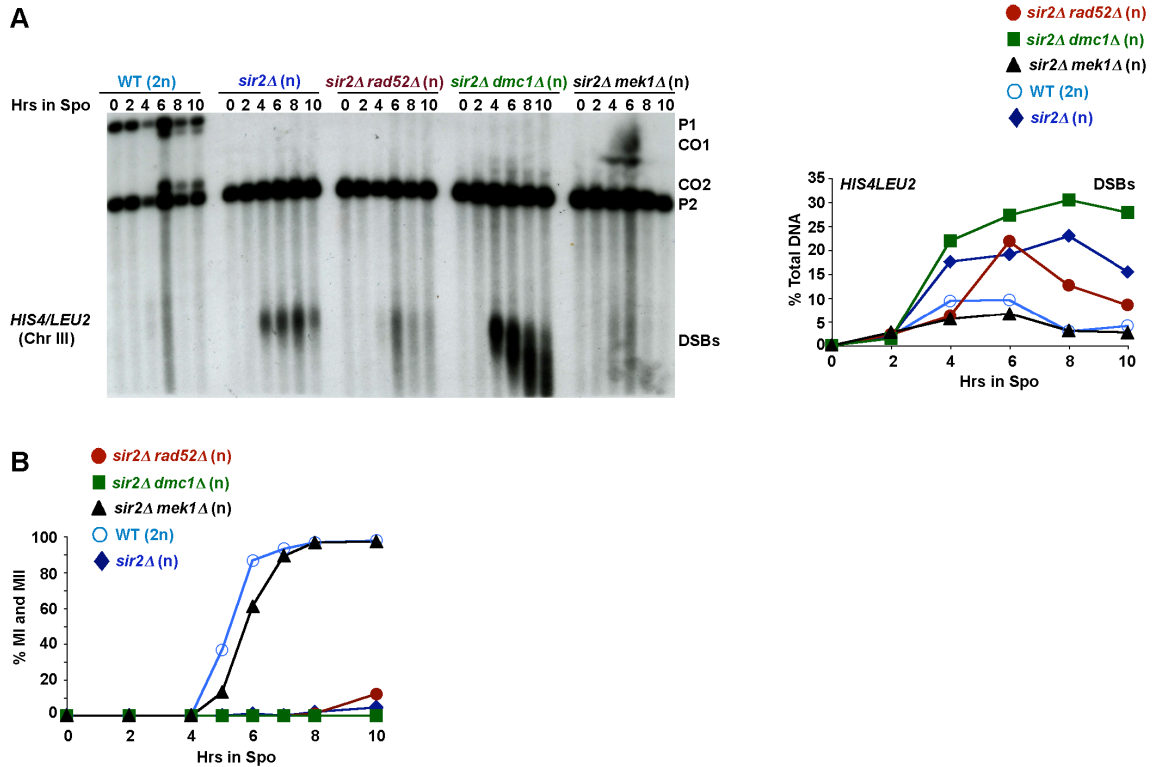 A
sir2Δ rad52Δ (n)
sir2Δ dmc1Δ (n)
sir2Δ mek1Δ (n)
WT (2n)
sir2Δ (n)
WT (2n) sir2Δ (n) sir2Δ rad52Δ (n) sir2Δ dmc1Δ (n) sir2Δ mek1Δ (n)
Hrs in Spo 0 2 4 6 8 10 0 2 4 6 8 10 0 2 4 6 8 10 0 2 4 6 8 10 0 2 4 6 8 10
P1
CO1
CO2
P2
HIS4/LEU2
(Chr III)
DSBs
HIS4LEU2 DSBs
% Total DNA
35
30
25
20
15
10
5
0
0 2 4 6 8 10
Hrs in Spo
B
sir2Δ rad52Δ (n)
sir2Δ dmc1Δ (n)
sir2Δ mek1Δ (n)
WT (2n)
sir2Δ (n)
% MI and MII
100
80
60
40
20
0
0 2 4 6 8 10
Hrs in Spo